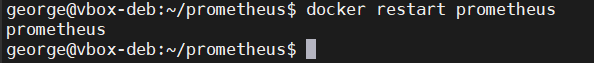 george@vbox-deb:~/prometheus$ docker restart prometheus
prometheus
george@vbox-deb:~/prometheus$